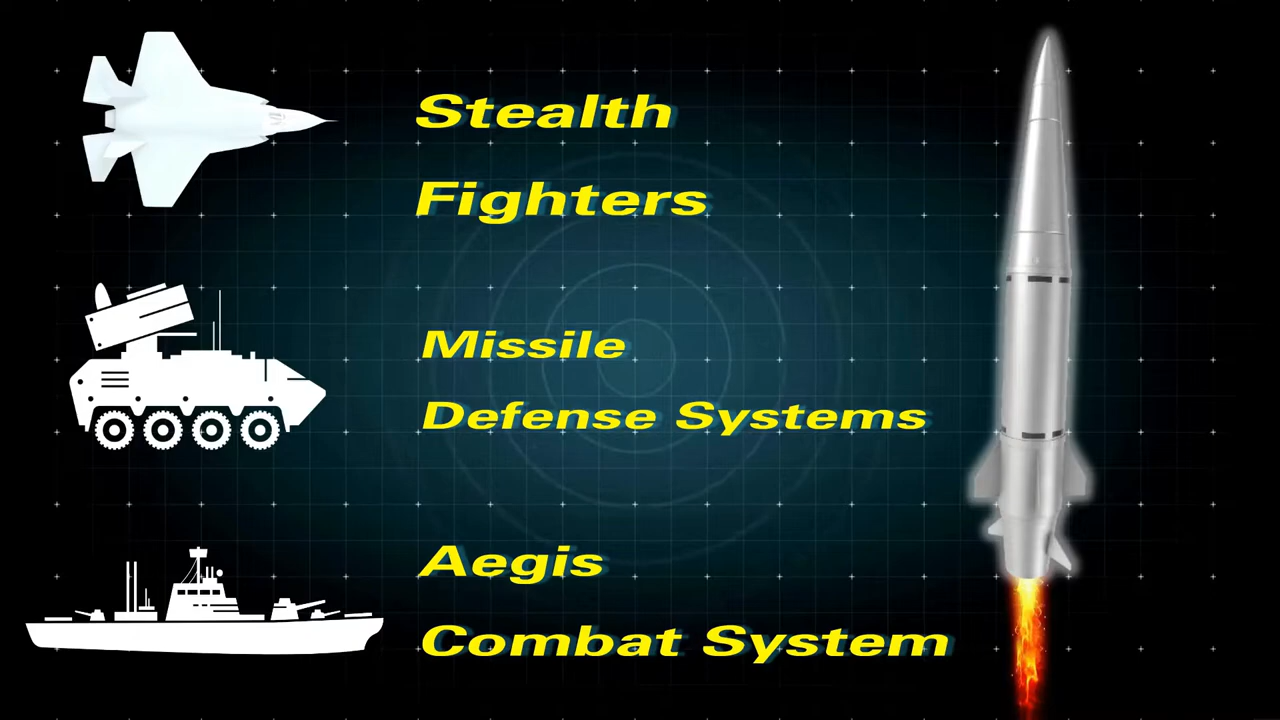 Stealth
Fighters
Missile
Defense Systems
Aegis
Combat System